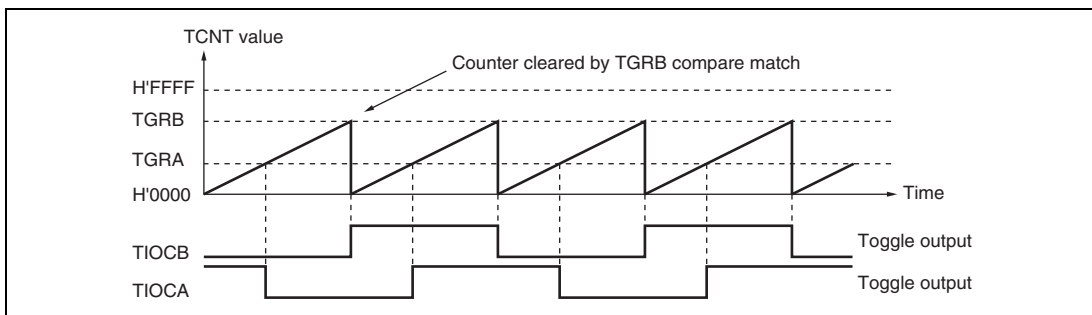 TCNT value
Counter cleared by TGRB compare match
H'FFFF
TGRB
TGRA
H'0000
Time
TIOCB
Toggle output
TIOCA
Toggle output